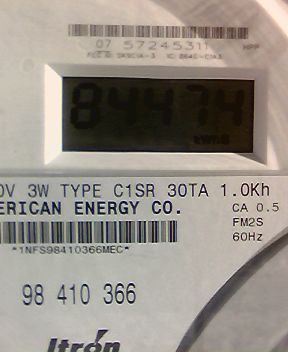 07 57245311
84474
0V 3W TYPE C1SR 30TA 1.0Kh
ERICAN ENERGY CO.
CA 0.5
FM2S
60Hz
*1NFS98410366MEC*
98 410 366
Itron